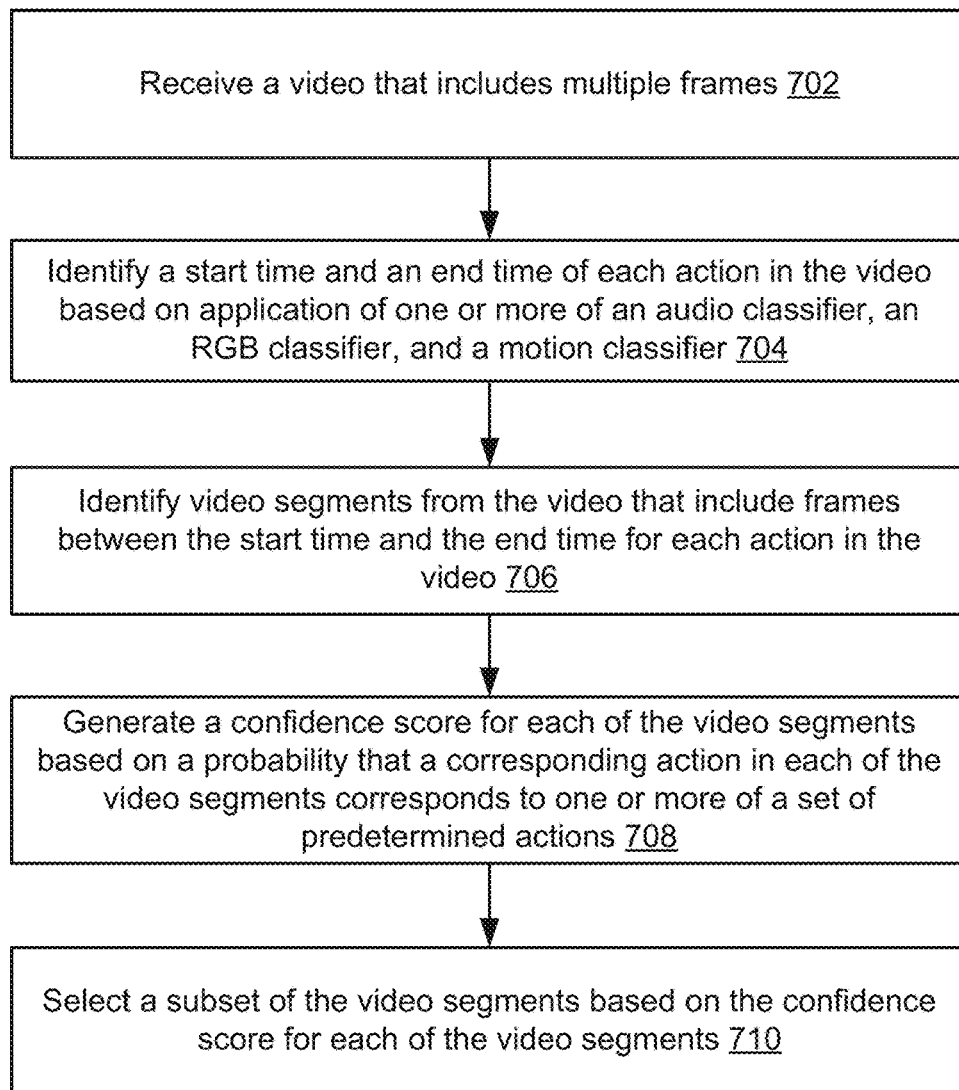 Receive a video that includes multiple frames 702
Identify a start time and an end time of each action in the video
based on application of one or more of an audio classifier, an
RGB classifier, and a motion classifier 704
Identify video segments from the video that include frames
between the start time and the end time for each action in the
video 706
Generate a confidence score for each of the video segments
based on a probability that a corresponding action in each of the
video segments corresponds to one or more of a set of
predetermined actions 708
Select a subset of the video segments based on the confidence
score for each of the video segments 710